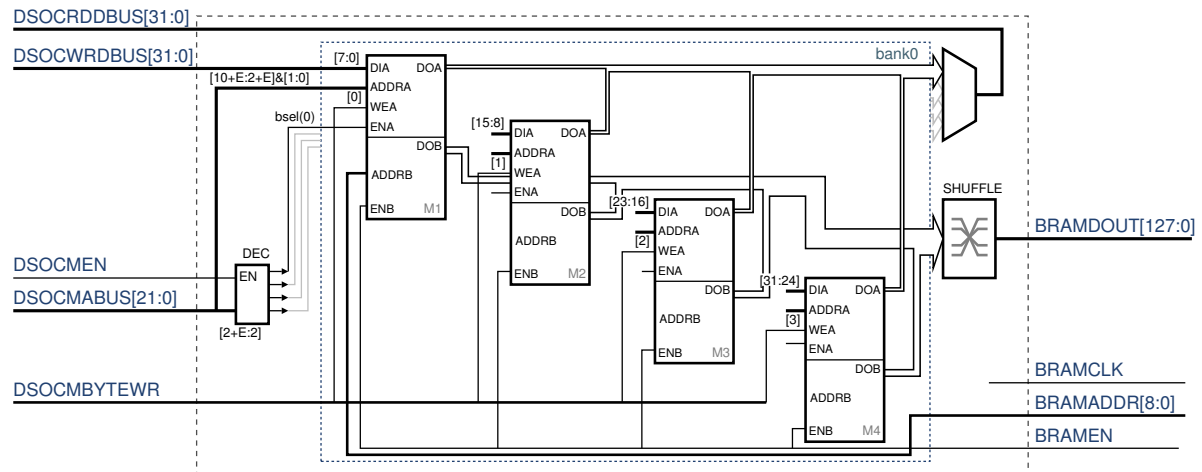 DSOCRDDBUS[31:0]
DSOCWRDBUS[31:0]
[10+E:2+E]&[1:0]
[7:0]
[0]
bsel(0)
DIA
DOA
ADDRA
WEA
ENA
DOB
ADDRB
ENB
M1
bank0
[15:8]
[1]
DIA
DOA
ADDRA
WEA
ENA
DOB
ADDRB
ENB
M2
[23:16]
[2]
DIA
DOA
ADDRA
WEA
ENA
DOB
ADDRB
ENB
M3
[31:24]
[3]
DIA
DOA
ADDRA
WEA
ENA
DOB
ADDRB
ENB
M4
SHUFFLE
BRAMDOUT[127:0]
DSOCMEN
DEC
EN
DSOCMABUS[21:0]
[2+E:2]
DSOCMBYTEWR
BRAMCLK
BRAMADDR[8:0]
BRAMEN